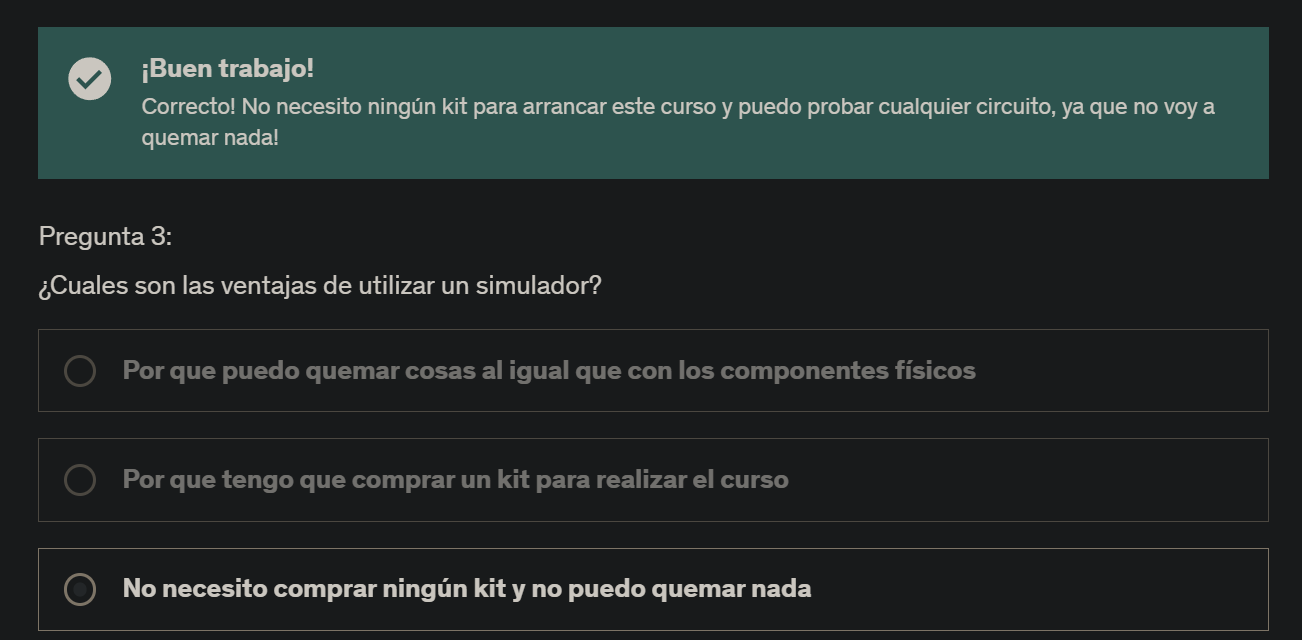 ¡Buen trabajo!
Correcto! No necesito ningún kit para arrancar este curso y puedo probar cualquier circuito, ya que no voy a
quemar nada!
Pregunta 3:
¿Cuales son las ventajas de utilizar un simulador?
Por que puedo quemar cosas al igual que con los componentes físicos
Por que tengo que comprar un kit para realizar el curso
No necesito comprar ningún kit y no puedo quemar nada